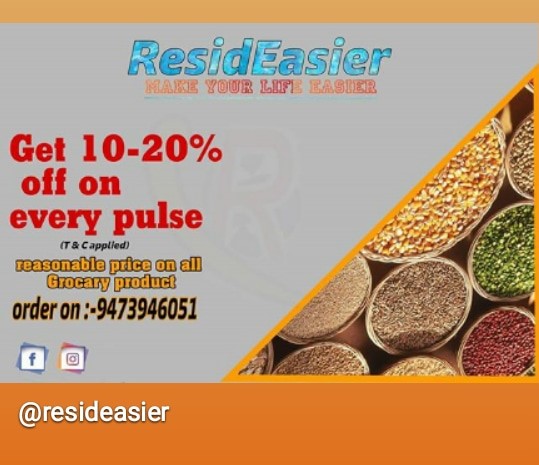 ResidEasier
MAKE YOUR LIFE EASIER
Get 10-20%
off on
every pulse
(T & C applied)
reasonable price on all
Grocary product
order on :-9473946051
@resideasier